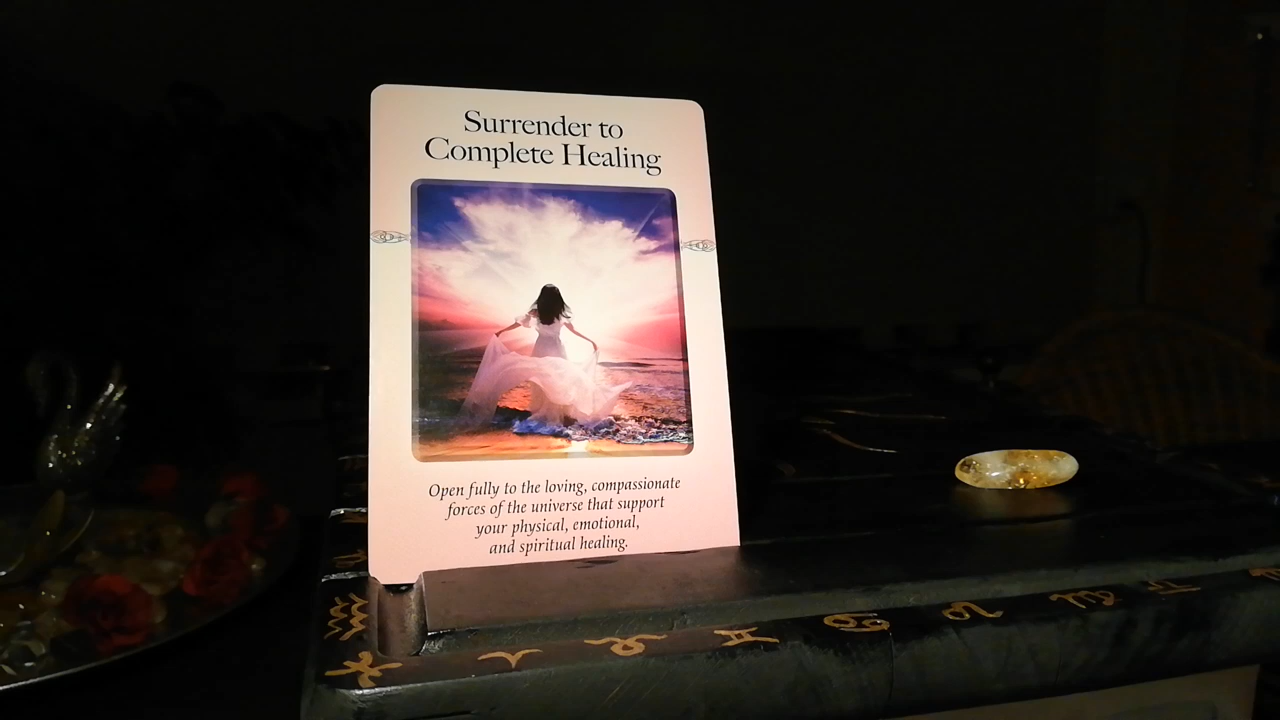 Surrender to
Complete Healing
Open fully to the loving, compassionate
forces of the universe that support
your physical, emotional,
and spiritual healing.